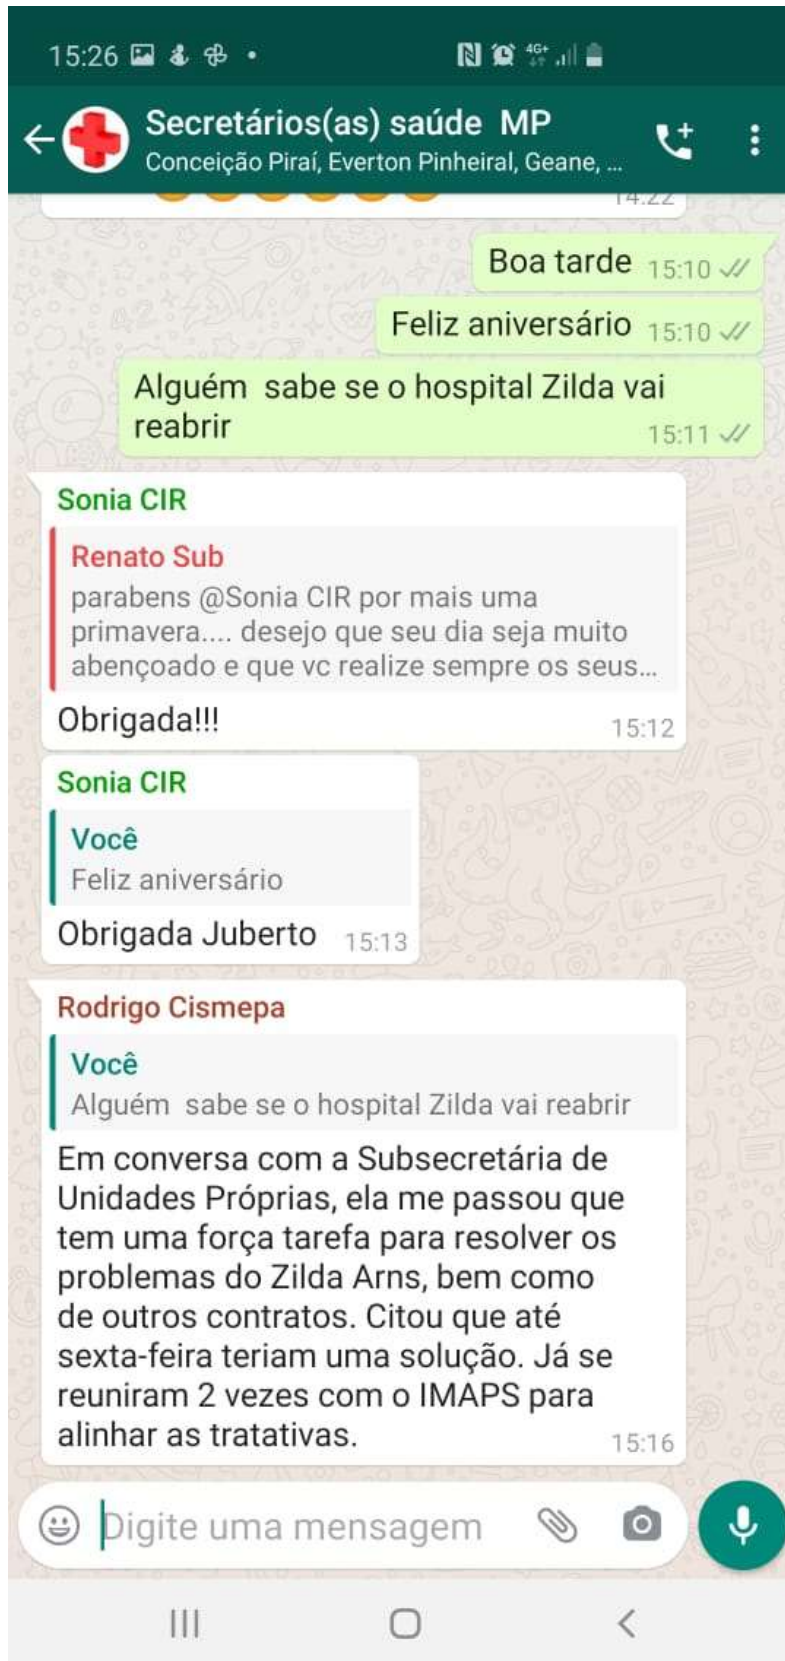 15:26
4G+
Secretários(as) saúde MP
Conceição Piraí, Everton Pinheiral, Geane, ...
14:22
Boa tarde 15:10
Feliz aniversário 15:10
Alguém sabe se o hospital Zilda vai
reabrir
15:11
Sonia CIR
Renato Sub
parabens @Sonia CIR por mais uma
primavera.... desejo que seu dia seja muito
abençoado e que vc realize sempre os seus...
Obrigada!!!
15:12
Sonia CIR
Você
Feliz aniversário
Obrigada Juberto 15:13
Rodrigo Cismepa
Você
Alguém sabe se o hospital Zilda vai reabrir
Em conversa com a Subsecretária de
Unidades Próprias, ela me passou que
tem uma força tarefa para resolver os
problemas do Zilda Arns, bem como
de outros contratos. Citou que até
sexta-feira teriam uma solução. Já se
reuniram 2 vezes com o IMAPS para
alinhar as tratativas.
15:16
Digite uma mensagem